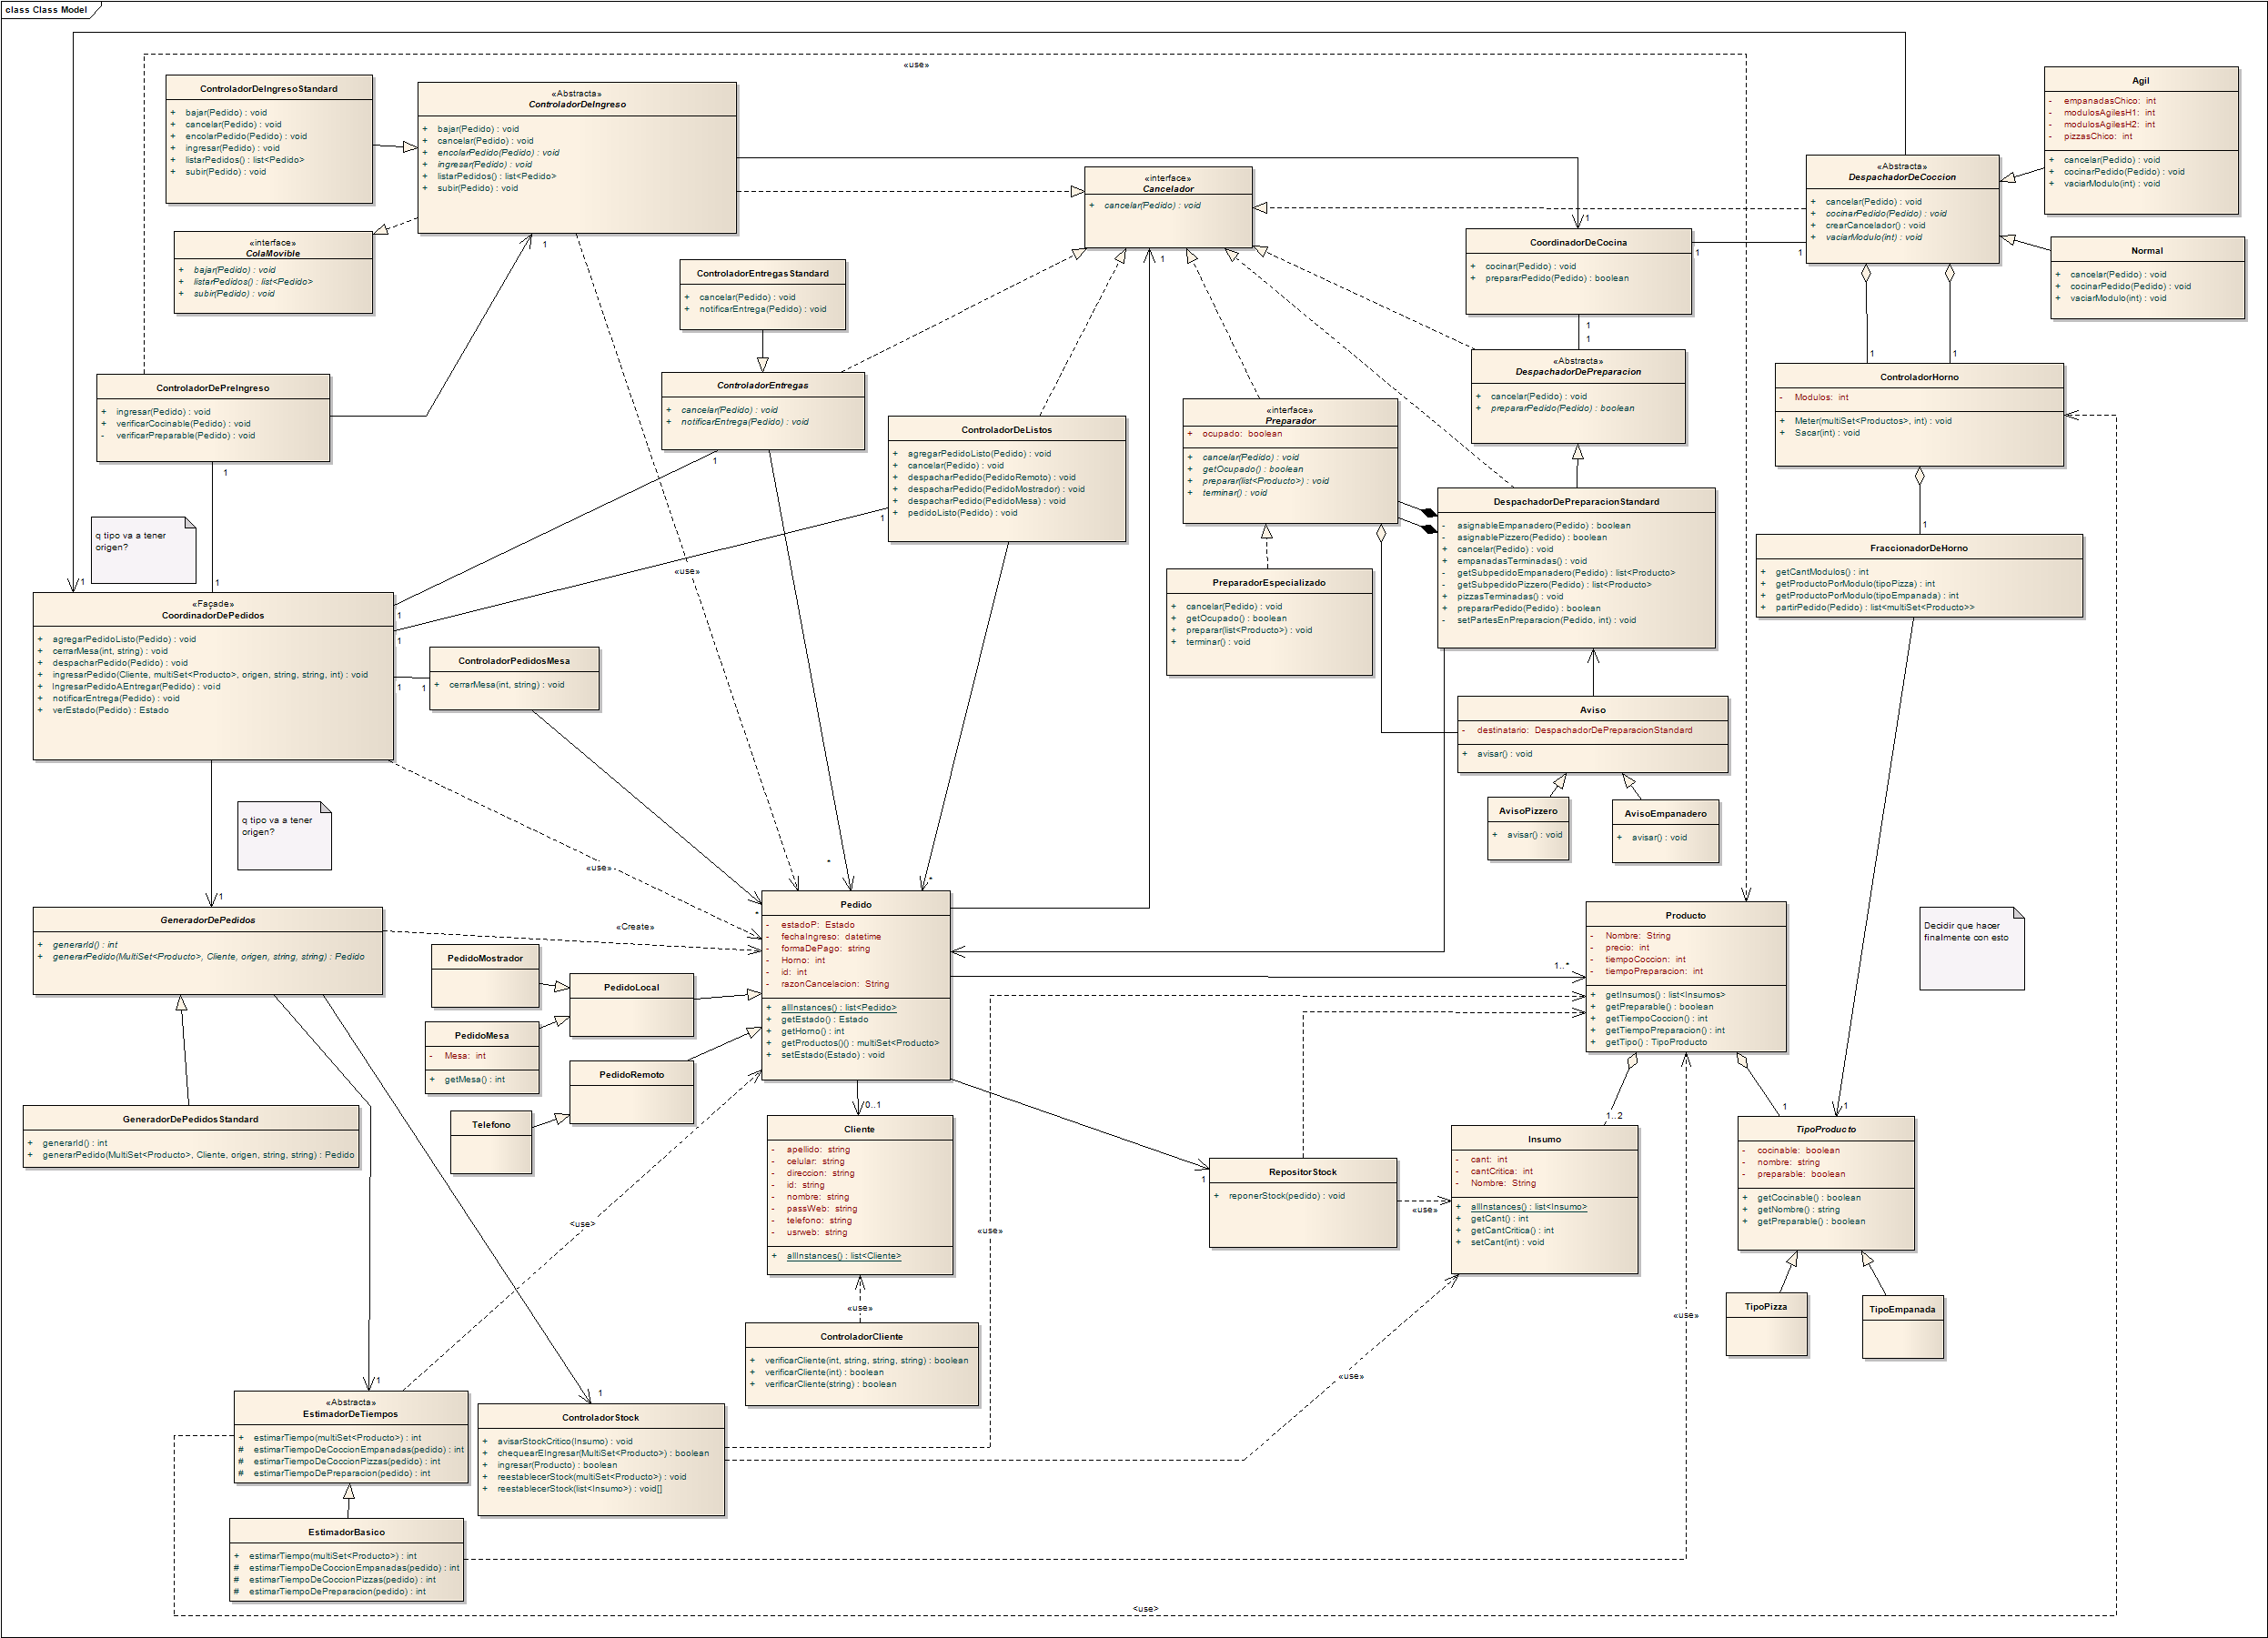 class Class Model
«use»
ControladorDeIngresoStandard
+ bajar(Pedido) : void
+ cancelar(Pedido) : void
+ encolarPedido(Pedido) : void
+ ingresar(Pedido) : void
+ listarPedidos() : list<Pedido>
+ subir(Pedido) : void
«Abstracta»
ControladorDeIngreso
+ bajar(Pedido) : void
+ cancelar(Pedido) : void
+ encolarPedido(Pedido) : void
+ ingresar(Pedido) : void
+ listarPedidos() : list<Pedido>
+ subir(Pedido) : void
«interface»
Cancelador
+ cancelar(Pedido) : void
«Abstracta»
DespachadorDeCoccion
+ cancelar(Pedido) : void
+ cocinarPedido(Pedido) : void
+ crearCancelador() : void
+ vaciarModulo(int) : void
Agil
- empanadasChico: int
- modulosAgilesH1: int
- modulosAgilesH2: int
- pizzasChico: int
+ cancelar(Pedido) : void
+ cocinarPedido(Pedido) : void
+ vaciarModulo(int) : void
«interface»
ColaMovible
+ bajar(Pedido) : void
+ listarPedidos() : list<Pedido>
+ subir(Pedido) : void
1
1
1
CoordinadorDeCocina
+ cocinar(Pedido) : void
+ prepararPedido(Pedido) : boolean
1
1
Normal
+ cancelar(Pedido) : void
+ cocinarPedido(Pedido) : void
+ vaciarModulo(int) : void
ControladorEntregasStandard
+ cancelar(Pedido) : void
+ notificarEntrega(Pedido) : void
1
1
1
1
ControladorDePreIngreso
+ ingresar(Pedido) : void
+ verificarCocinable(Pedido) : void
- verificarPreparable(Pedido) : void
1
ControladorEntregas
+ cancelar(Pedido) : void
+ notificarEntrega(Pedido) : void
1
ControladorDeListos
+ agregarPedidoListo(Pedido) : void
+ cancelar(Pedido) : void
+ despacharPedido(PedidoRemoto) : void
+ despacharPedido(PedidoMostrador) : void
+ despacharPedido(PedidoMesa) : void
+ pedidoListo(Pedido) : void
1
«interface»
Preparador
+ ocupado: boolean
+ cancelar(Pedido) : void
+ getOcupado() : boolean
+ preparar(list<Producto>) : void
+ terminar() : void
«Abstracta»
DespachadorDePreparacion
+ cancelar(Pedido) : void
+ prepararPedido(Pedido) : boolean
ControladorHorno
- Modulos: int
+ Meter(multiSet<Productos>, int) : void
+ Sacar(int) : void
1
q tipo va a tener
origen?
DespachadorDePreparacionStandard
- asignableEmpanadero(Pedido) : boolean
- asignablePizzero(Pedido) : boolean
+ cancelar(Pedido) : void
+ empanadasTerminadas() : void
- getSubpedidoEmpanadero(Pedido) : list<Producto>
- getSubpedidoPizzero(Pedido) : list<Producto>
+ pizzasTerminadas() : void
+ prepararPedido(Pedido) : boolean
- setPartesEnPreparacion(Pedido, int) : void
FraccionadorDeHorno
+ getCantModulos() : int
+ getProductoPorModulo(tipoPizza) : int
+ getProductoPorModulo(tipoEmpanada) : int
+ partirPedido(Pedido) : list<multiSet<Producto>>
PreparadorEspecializado
+ cancelar(Pedido) : void
+ getOcupado() : boolean
+ preparar(list<Producto>) : void
+ terminar() : void
«use»
1
1
«Façade»
CoordinadorDePedidos
+ agregarPedidoListo(Pedido) : void
+ cerrarMesa(int, string) : void
+ despacharPedido(Pedido) : void
+ ingresarPedido(Cliente, multiSet<Producto>, origen, string, string, int) : void
+ IngresarPedidoAEntregar(Pedido) : void
+ notificarEntrega(Pedido) : void
+ verEstado(Pedido) : Estado
1
1
1
1
ControladorPedidosMesa
+ cerrarMesa(int, string) : void
Aviso
- destinatario: DespachadorDePreparacionStandard
+ avisar() : void
AvisoPizzero
+ avisar() : void
AvisoEmpanadero
+ avisar() : void
q tipo va a tener
origen?
«use»
*
*
*
1
GeneradorDePedidos
+ generarId() : int
+ generarPedido(MultiSet<Producto>, Cliente, origen, string, string) : Pedido
«Create»
Pedido
- estadoP: Estado
- fechaIngreso: datetime
- formaDePago: string
- Horno: int
- id: int
- razonCancelacion: String
+ allInstances() : list<Pedido>
+ getEstado() : Estado
+ getHorno() : int
+ getProductos()() : multiSet<Producto>
+ setEstado(Estado) : void
Producto
- Nombre: String
- precio: int
- tiempoCoccion: int
- tiempoPreparacion: int
+ getInsumos() : list<Insumos>
+ getPreparable() : boolean
+ getTiempoCoccion() : int
+ getTiempoPreparacion() : int
+ getTipo() : TipoProducto
1..*
Decidir que hacer
finalmente con esto
PedidoMostrador
PedidoLocal
PedidoMesa
- Mesa: int
+ getMesa() : int
PedidoRemoto
Telefono
GeneradorDePedidosStandard
+ generarId() : int
+ generarPedido(MultiSet<Producto>, Cliente, origen, string, string) : Pedido
0..1
Cliente
- apellido: string
- celular: string
- direccion: string
- id: string
- nombre: string
- passWeb: string
- telefono: string
- usrweb: string
+ allInstances() : list<Cliente>
1
RepositorStock
+ reponerStock(pedido) : void
«use»
1..2
Insumo
- cant: int
- cantCritica: int
- Nombre: String
+ allInstances() : list<Insumo>
+ getCant() : int
+ getCantCritica() : int
+ setCant(int) : void
1
1
TipoProducto
- cocinable: boolean
- nombre: string
- preparable: boolean
+ getCocinable() : boolean
+ getNombre() : string
+ getPreparable() : boolean
TipoPizza
TipoEmpanada
«use»
«use»
«use»
«use»
«use»
ControladorCliente
+ verificarCliente(int, string, string, string) : boolean
+ verificarCliente(int) : boolean
+ verificarCliente(string) : boolean
1
«Abstracta»
EstimadorDeTiempos
+ estimarTiempo(multiSet<Producto>) : int
# estimarTiempoDeCoccionEmpanadas(pedido) : int
# estimarTiempoDeCoccionPizzas(pedido) : int
# estimarTiempoDePreparacion(pedido) : int
1
ControladorStock
+ avisarStockCritico(Insumo) : void
+ chequearEIngresar(MultiSet<Producto>) : boolean
+ ingresar(Producto) : boolean
+ reestablecerStock(multiSet<Producto>) : void
+ reestablecerStock(list<Insumo>) : void[]
EstimadorBasico
+ estimarTiempo(multiSet<Producto>) : int
# estimarTiempoDeCoccionEmpanadas(pedido) : int
# estimarTiempoDeCoccionPizzas(pedido) : int
# estimarTiempoDePreparacion(pedido) : int
<use>